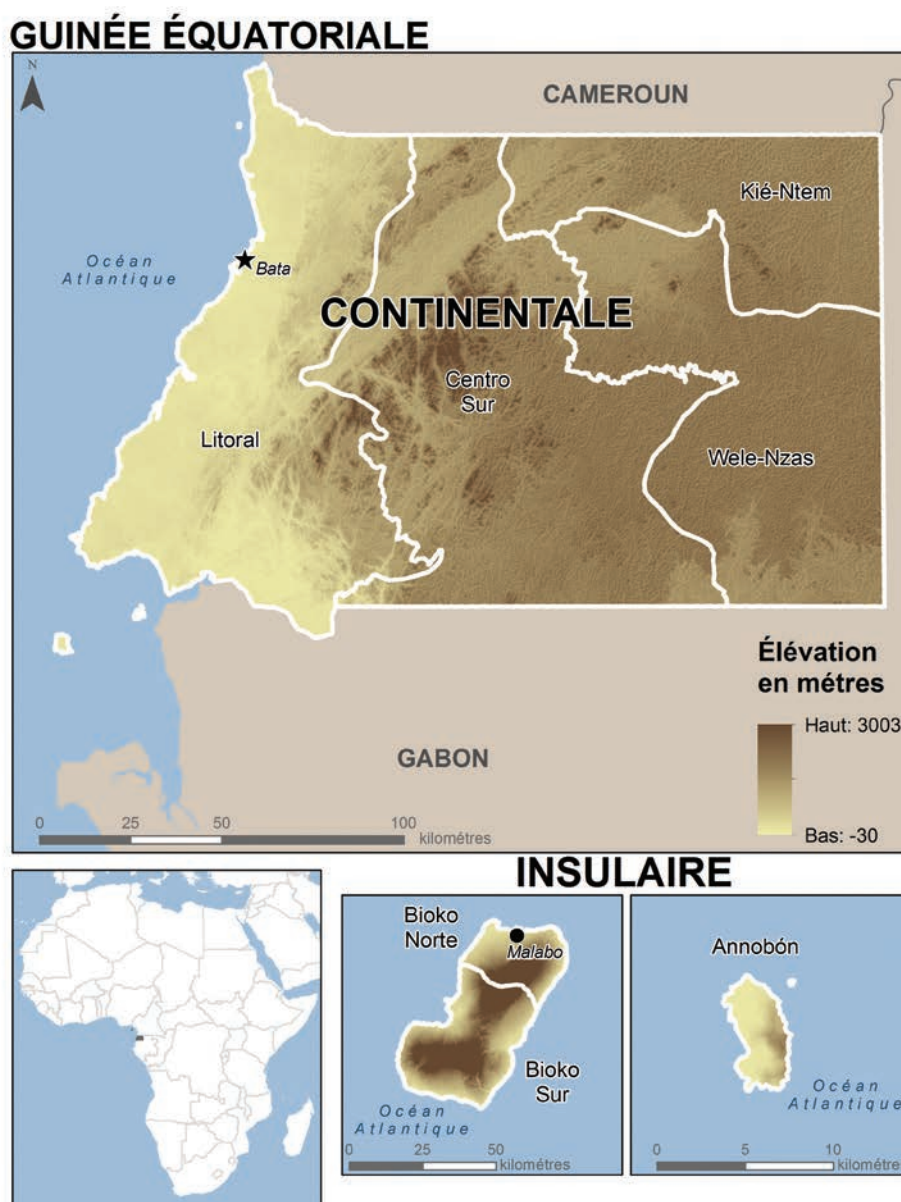 GUINÉE ÉQUATORIALE
N
CAMEROUN
Kié-Ntem
Océan
Atlantique
Bata
CONTINENTALE
Centro
Sur
Litoral
Wele-Nzas
Élévation
en métres
Haut: 3003
Bas: -30
GABON
0 25 50 100
kilométres
INSULAIRE
Bioko
Norte
Malabo
Bioko
Sur
Océan
Atlantique
0 25 50
kilométres
Annobón
Océan
Atlantique
0 5 10
kilométres